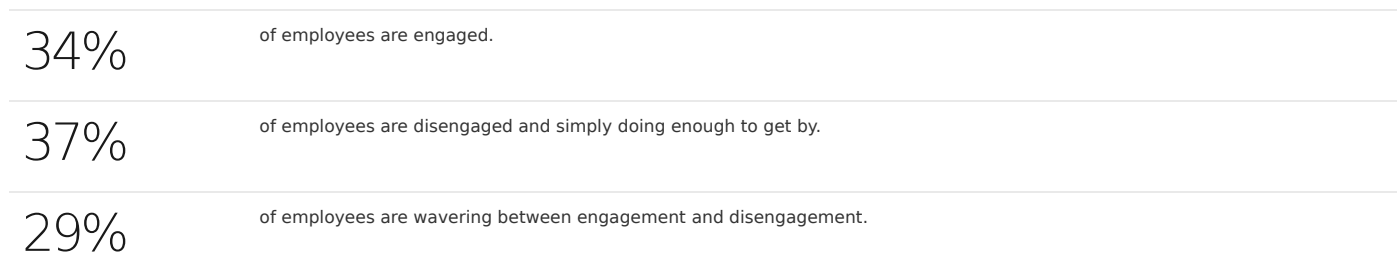 34% of employees are engaged.
37% of employees are disengaged and simply doing enough to get by.
29% of employees are wavering between engagement and disengagement.